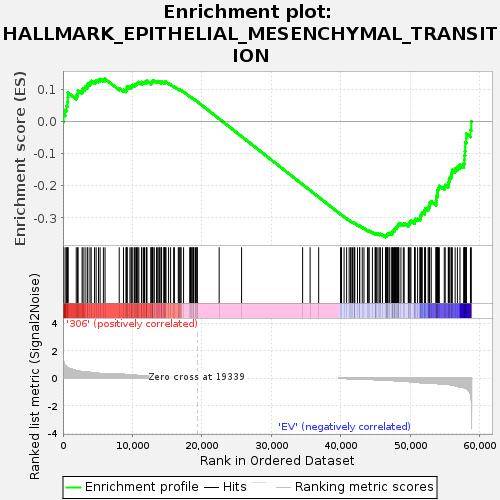 Enrichment plot:
HALLMARK_EPITHELIAL_MESENCHYMAL_TRANSIT
ION
Enrichment score (ES)
0.1
0.0
-0.1
-0.2
-0.3
'306' (positively correlated)
Ranked list metric (Signal2Noise)
4
2
0
-2
-4
Zero cross at 19339
'EV' (negatively correlated)
0
10,000
20,000
30,000
40,000
50,000
60,000
Rank in Ordered Dataset
Enrichment profile
Hits
Ranking metric scores